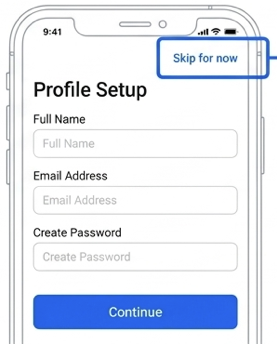 9:41
Skip for now
Profile Setup
Full Name
Full Name
Email Address
Email Address
Create Password
Create Password
Continue